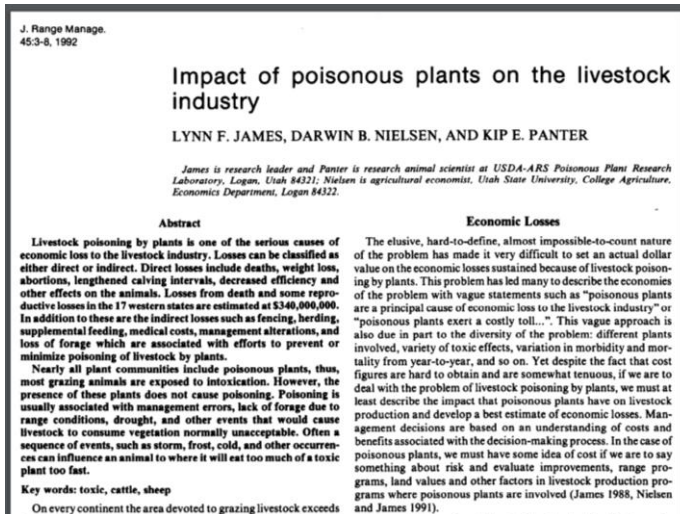 J. Range Manage.
45:3-8, 1992
Impact of poisonous plants on the livestock
industry
LYNN F. JAMES, DARWIN B. NIELSEN, AND KIP E. PANTER
James is research leader and Panter is research animal scientist at USDA-ARS Poisonous Plant Research
Laboratory, Logan, Utah 84321; Nielsen is agricultural economist, Utah State University, College Agriculture,
Economics Department, Logan 84322.
Abstract
Livestock poisoning by plants is one of the serious causes of
economic loss to the livestock industry. Losses can be classified as
either direct or indirect. Direct losses include deaths, weight loss,
abortions, lengthened calving intervals, decreased efficiency and
other effects on the animals. Losses from death and some repro-
ductive losses in the 17 western states are estimated at $340,000,000.
In addition to these are the indirect losses such as fencing, herding,
supplemental feeding, medical costs, management alterations, and
loss of forage which are associated with efforts to prevent or
minimize poisoning of livestock by plants.
Nearly all plant communities include poisonous plants, thus,
most grazing animals are exposed to intoxication. However, the
presence of these plants does not cause poisoning. Poisoning is
usually associated with management errors, lack of forage due to
range conditions, drought, and other events that would cause
livestock to consume vegetation normally unacceptable. Often a
sequence of events, such as storm, frost, cold, and other occurren-
ces can influence an animal to where it will eat too much of a toxic
plant too fast.
Key words: toxic, cattle, sheep
On every continent the area devoted to grazing livestock exceeds
Economic Losses
The elusive, hard-to-define, almost impossible-to-count nature
of the problem has made it very difficult to set an actual dollar
value on the economic losses sustained because of livestock poison-
ing by plants. This problem has led many to describe the economies
of the problem with vague statements such as "poisonous plants
are a principal cause of economic loss to the livestock industry" or
"poisonous plants exert a costly toll...". This vague approach is
also due in part to the diversity of the problem: different plants
involved, variety of toxic effects, variation in morbidity and mor-
tality from year-to-year, and so on. Yet despite the fact that cost
figures are hard to obtain and are somewhat tenuous, if we are to
deal with the problem of livestock poisoning by plants, we must at
least describe the impact that poisonous plants have on livestock
production and develop a best estimate of economic losses. Man-
agement decisions are based on an understanding of costs and
benefits associated with the decision-making process. In the case of
poisonous plants, we must have some idea of cost if we are to say
something about risk and evaluate improvements, range pro-
grams, land values and other factors in livestock production pro-
grams where poisonous plants are involved (James 1988, Nielsen
and James 1991).